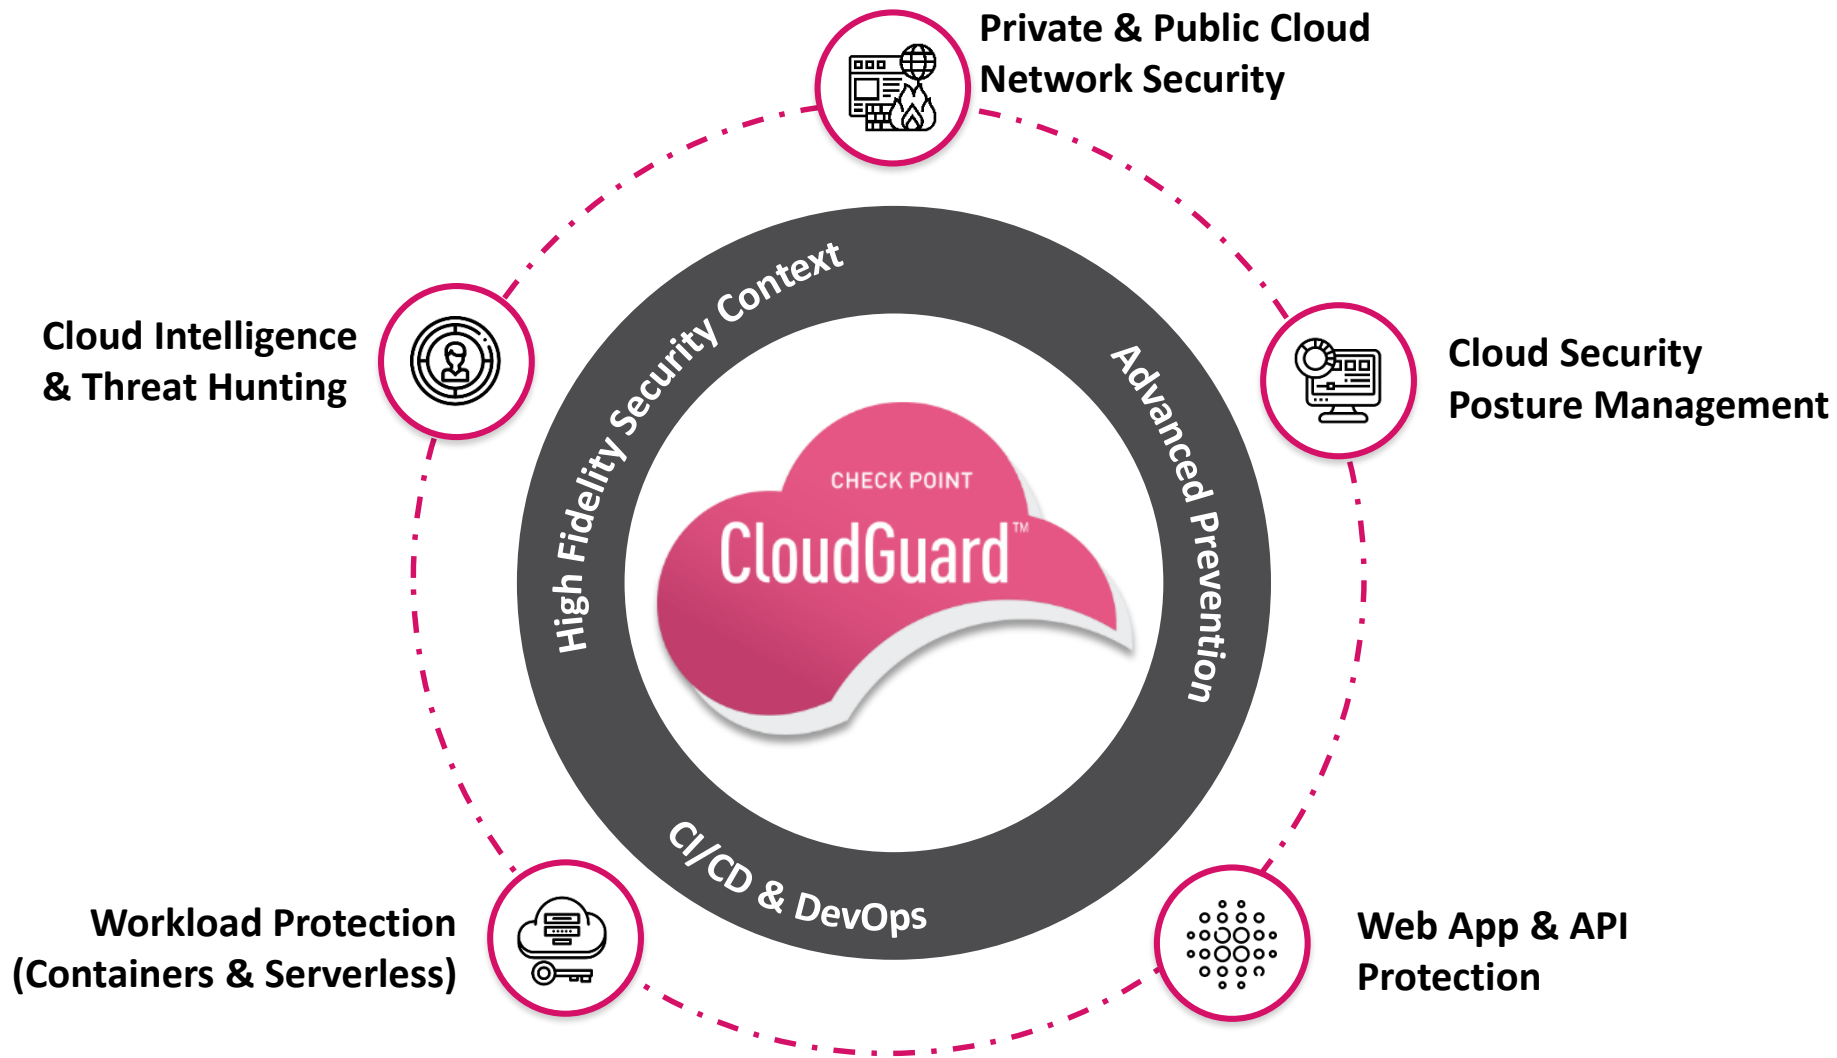 Private & Public Cloud
Network Security
Cloud Intelligence
& Threat Hunting
Cloud Security
Posture Management
High Fidelity Security Context
Advanced Prevention
CI/CD & DevOps
CHECK POINT
CloudGuard™
Workload Protection
(Containers & Serverless)
Web App & API
Protection